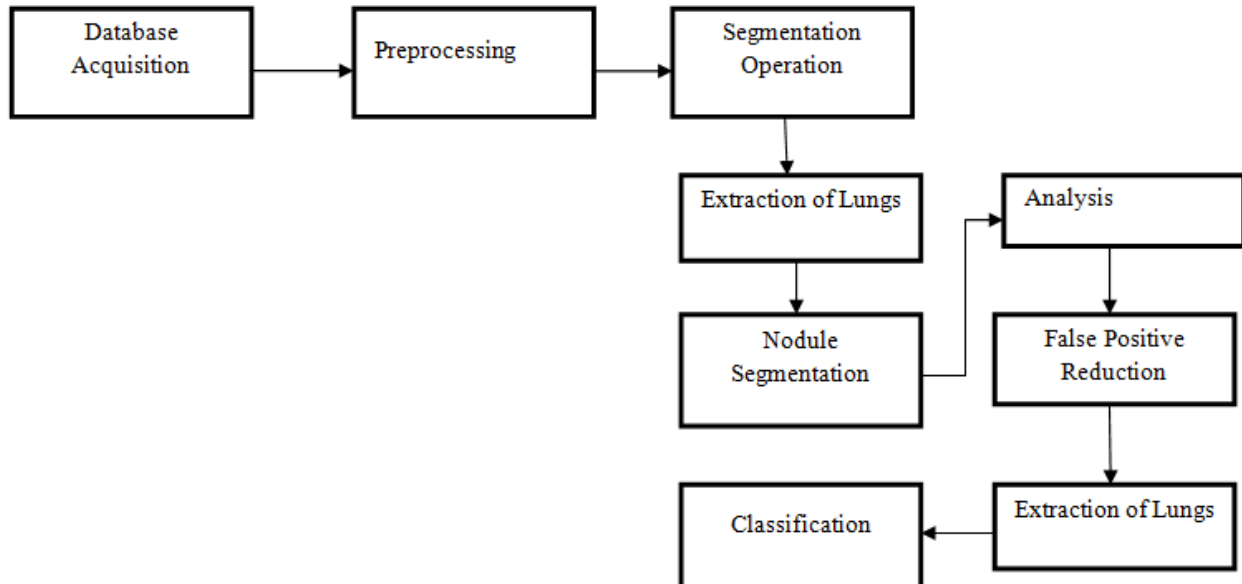 Database
Acquisition
Preprocessing
Segmentation
Operation
Extraction of Lungs
Nodule
Segmentation
Analysis
False Positive
Reduction
Extraction of Lungs
Classification